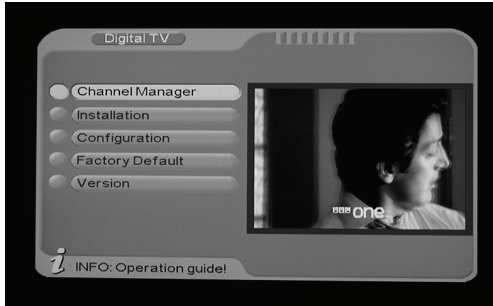 Digital TV
Channel Manager
Installation
Configuration
Factory Default
Version
BBC one
i INFO: Operation guide!